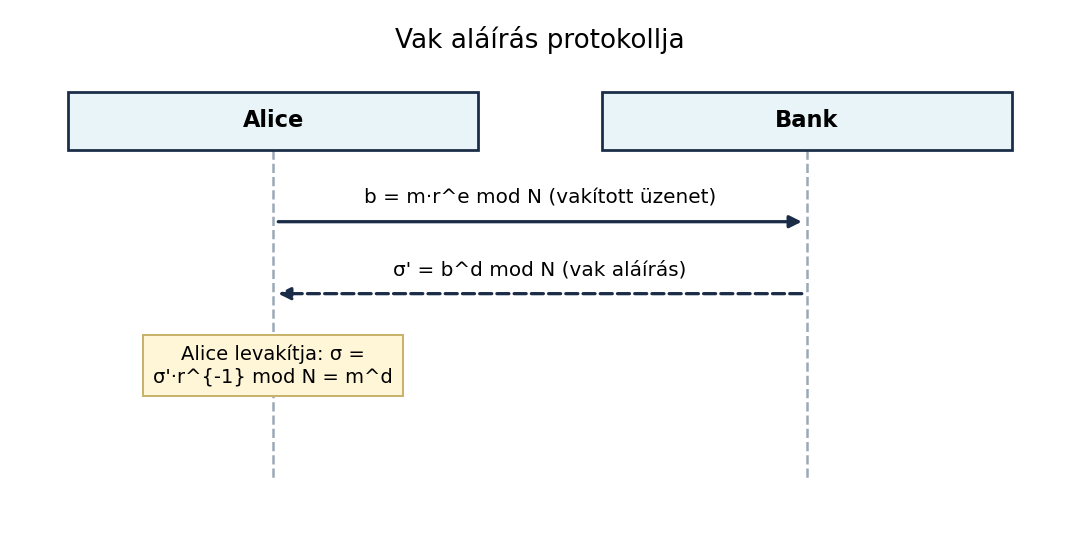 Vak aláírás protokollja
Alice
Bank
b = m·r^e mod N (vakított üzenet)
σ' = b^d mod N (vak aláírás)
Alice levakítja: σ =
σ'·r^{-1} mod N = m^d